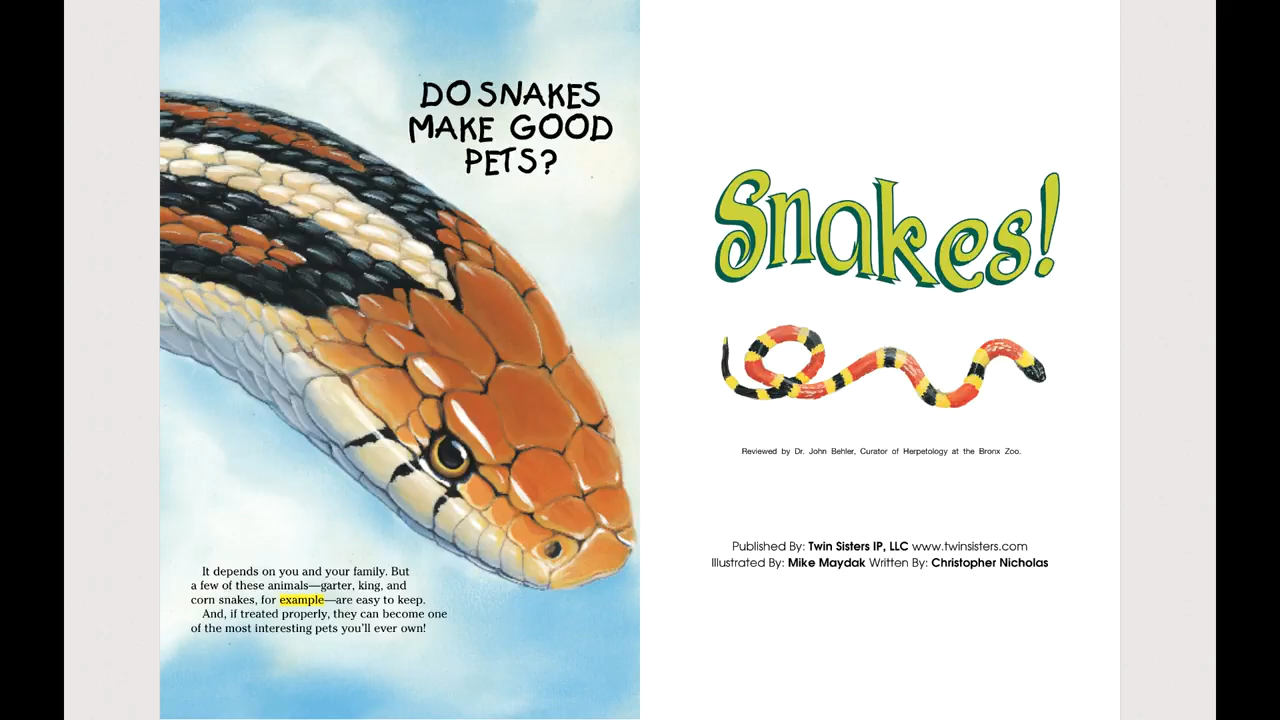 DO SNAKES
MAKE GOOD
PETS?
It depends on you and your family. But
a few of these animals—garter, king, and
corn snakes, for example—are easy to keep.
And, if treated properly, they can become one
of the most interesting pets you'll ever own!
Snakes!
Reviewed by Dr. John Behler, Curator of Herpetology at the Bronx Zoo.
Published By: Twin Sisters IP, LLC www.twinsisters.com
Illustrated By: Mike Maydak Written By: Christopher Nicholas